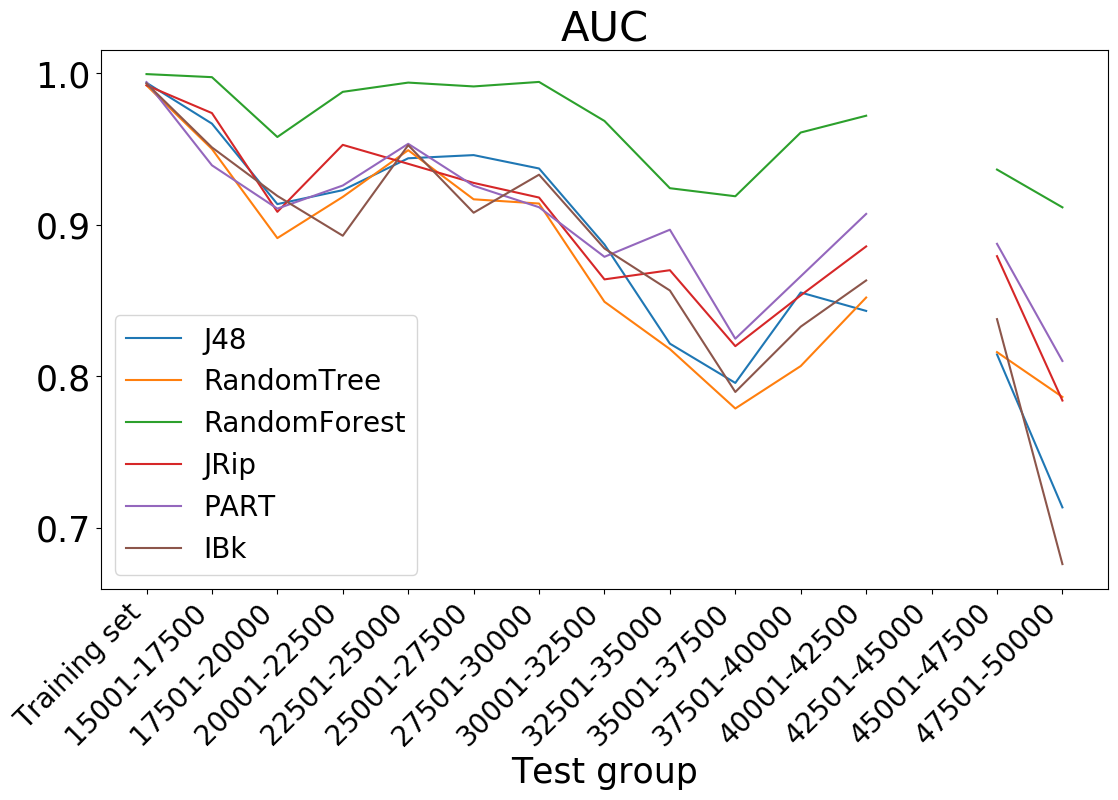 AUC
1.0
0.9
0.8
0.7
J48
RandomTree
RandomForest
JRip
PART
IBk
Training set
15001-17500
17501-20000
20001-22500
22501-25000
25001-27500
27501-30000
30001-32500
32501-35000
35001-37500
37501-40000
40001-42500
42501-45000
45001-47500
47501-50000
Test group